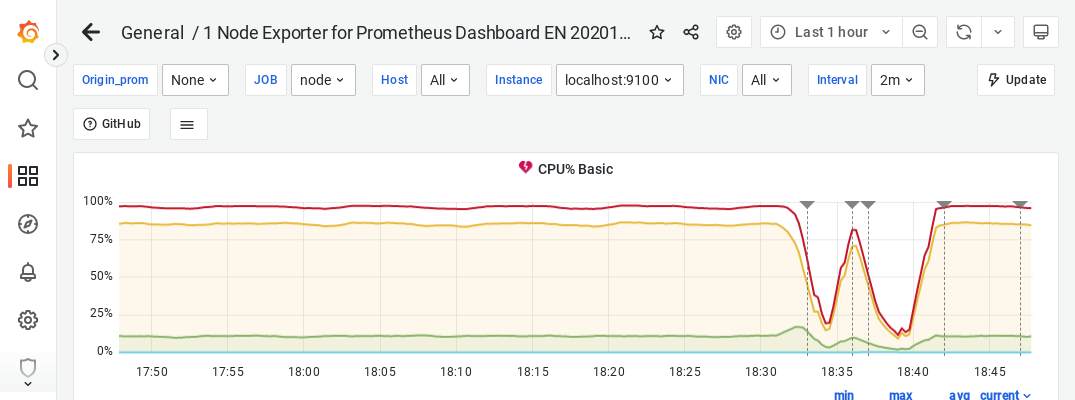 General / 1 Node Exporter for Prometheus Dashboard EN 20201...
Last 1 hour
Origin_prom None JOB node Host All Instance localhost:9100 NIC All Interval 2m Update
GitHub
CPU% Basic
100%
75%
50%
25%
0%
17:50 17:55 18:00 18:05 18:10 18:15 18:20 18:25 18:30 18:35 18:40 18:45
min max avg current